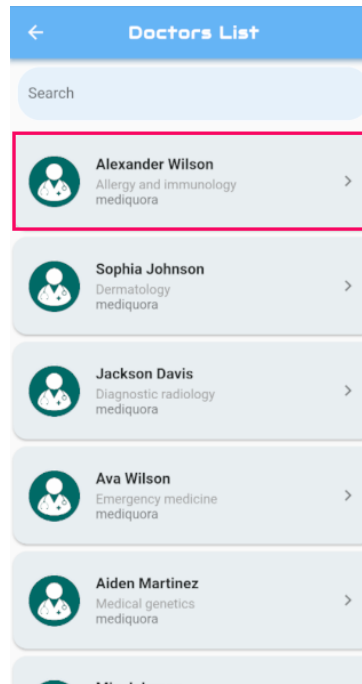 Doctors List
Search
Alexander Wilson
Allergy and immunology
mediquora
Sophia Johnson
Dermatology
mediquora
Jackson Davis
Diagnostic radiology
mediquora
Ava Wilson
Emergency medicine
mediquora
Aiden Martinez
Medical genetics
mediquora